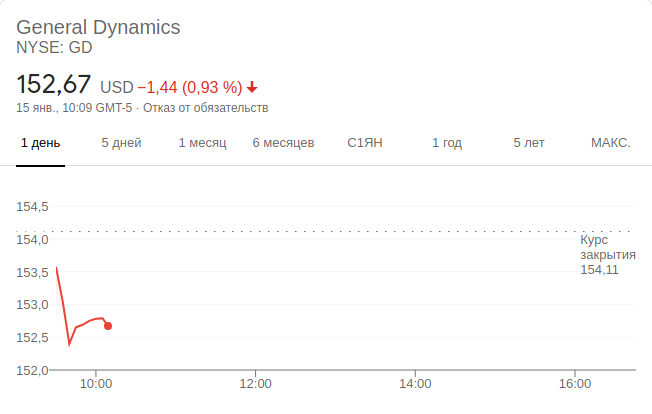 General Dynamics
NYSE: GD
152,67 USD −1,44 (0,93 %)
15 янв., 10:09 GMT-5 · Отказ от обязательств
1 день 5 дней 1 месяц 6 месяцев С1ЯН 1 год 5 лет МАКС.
154,5
154,0
Курс
закрытия
154,11
153,5
153,0
152,5
152,0
10:00 12:00 14:00 16:00